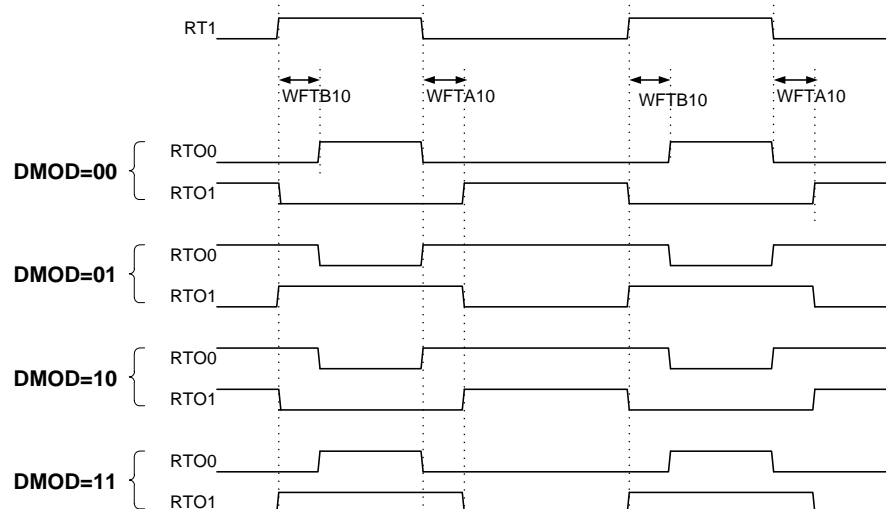 RT1
WFTB10 WFTA10 WFTB10 WFTA10
RTO0
DMOD=00
RTO1
RTO0
DMOD=01
RTO1
RTO0
DMOD=10
RTO1
RTO0
DMOD=11
RTO1